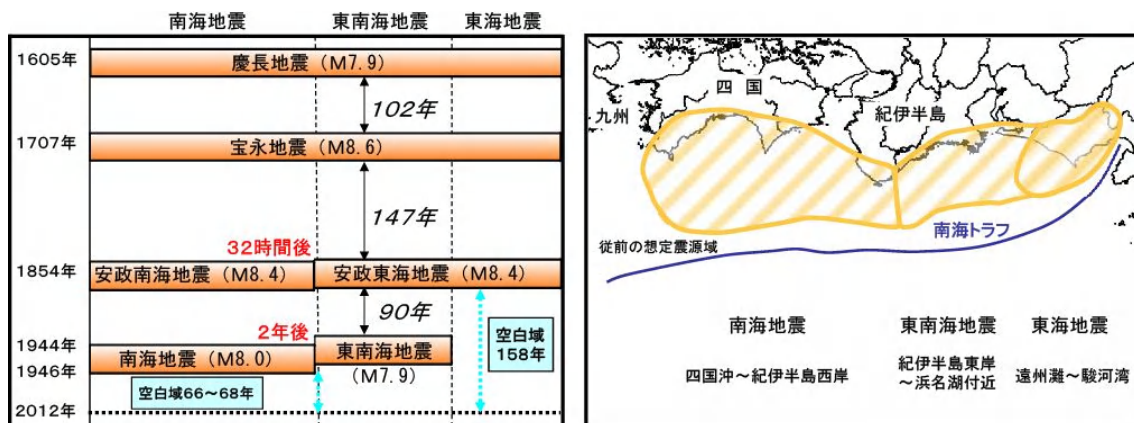 南海地震
東南海地震
東海地震
1605年
慶長地震(M7.9)
102年
1707年
宝永地震(M8.6)
147年
32時間後
1854年
安政南海地震(M8.4)
安政東海地震(M8.4)
90年
2年後
空白域
158年
1944年
南海地震(M8.0)
東南海地震
1946年
(M7.9)
空白域66~68年
2012年
四国
九州
紀伊半島
南海トラフ
従前の想定震源域
南海地震
東南海地震
東海地震
四国沖~紀伊半島西岸
紀伊半島東岸
~浜名湖付近
遠州灘~駿河湾